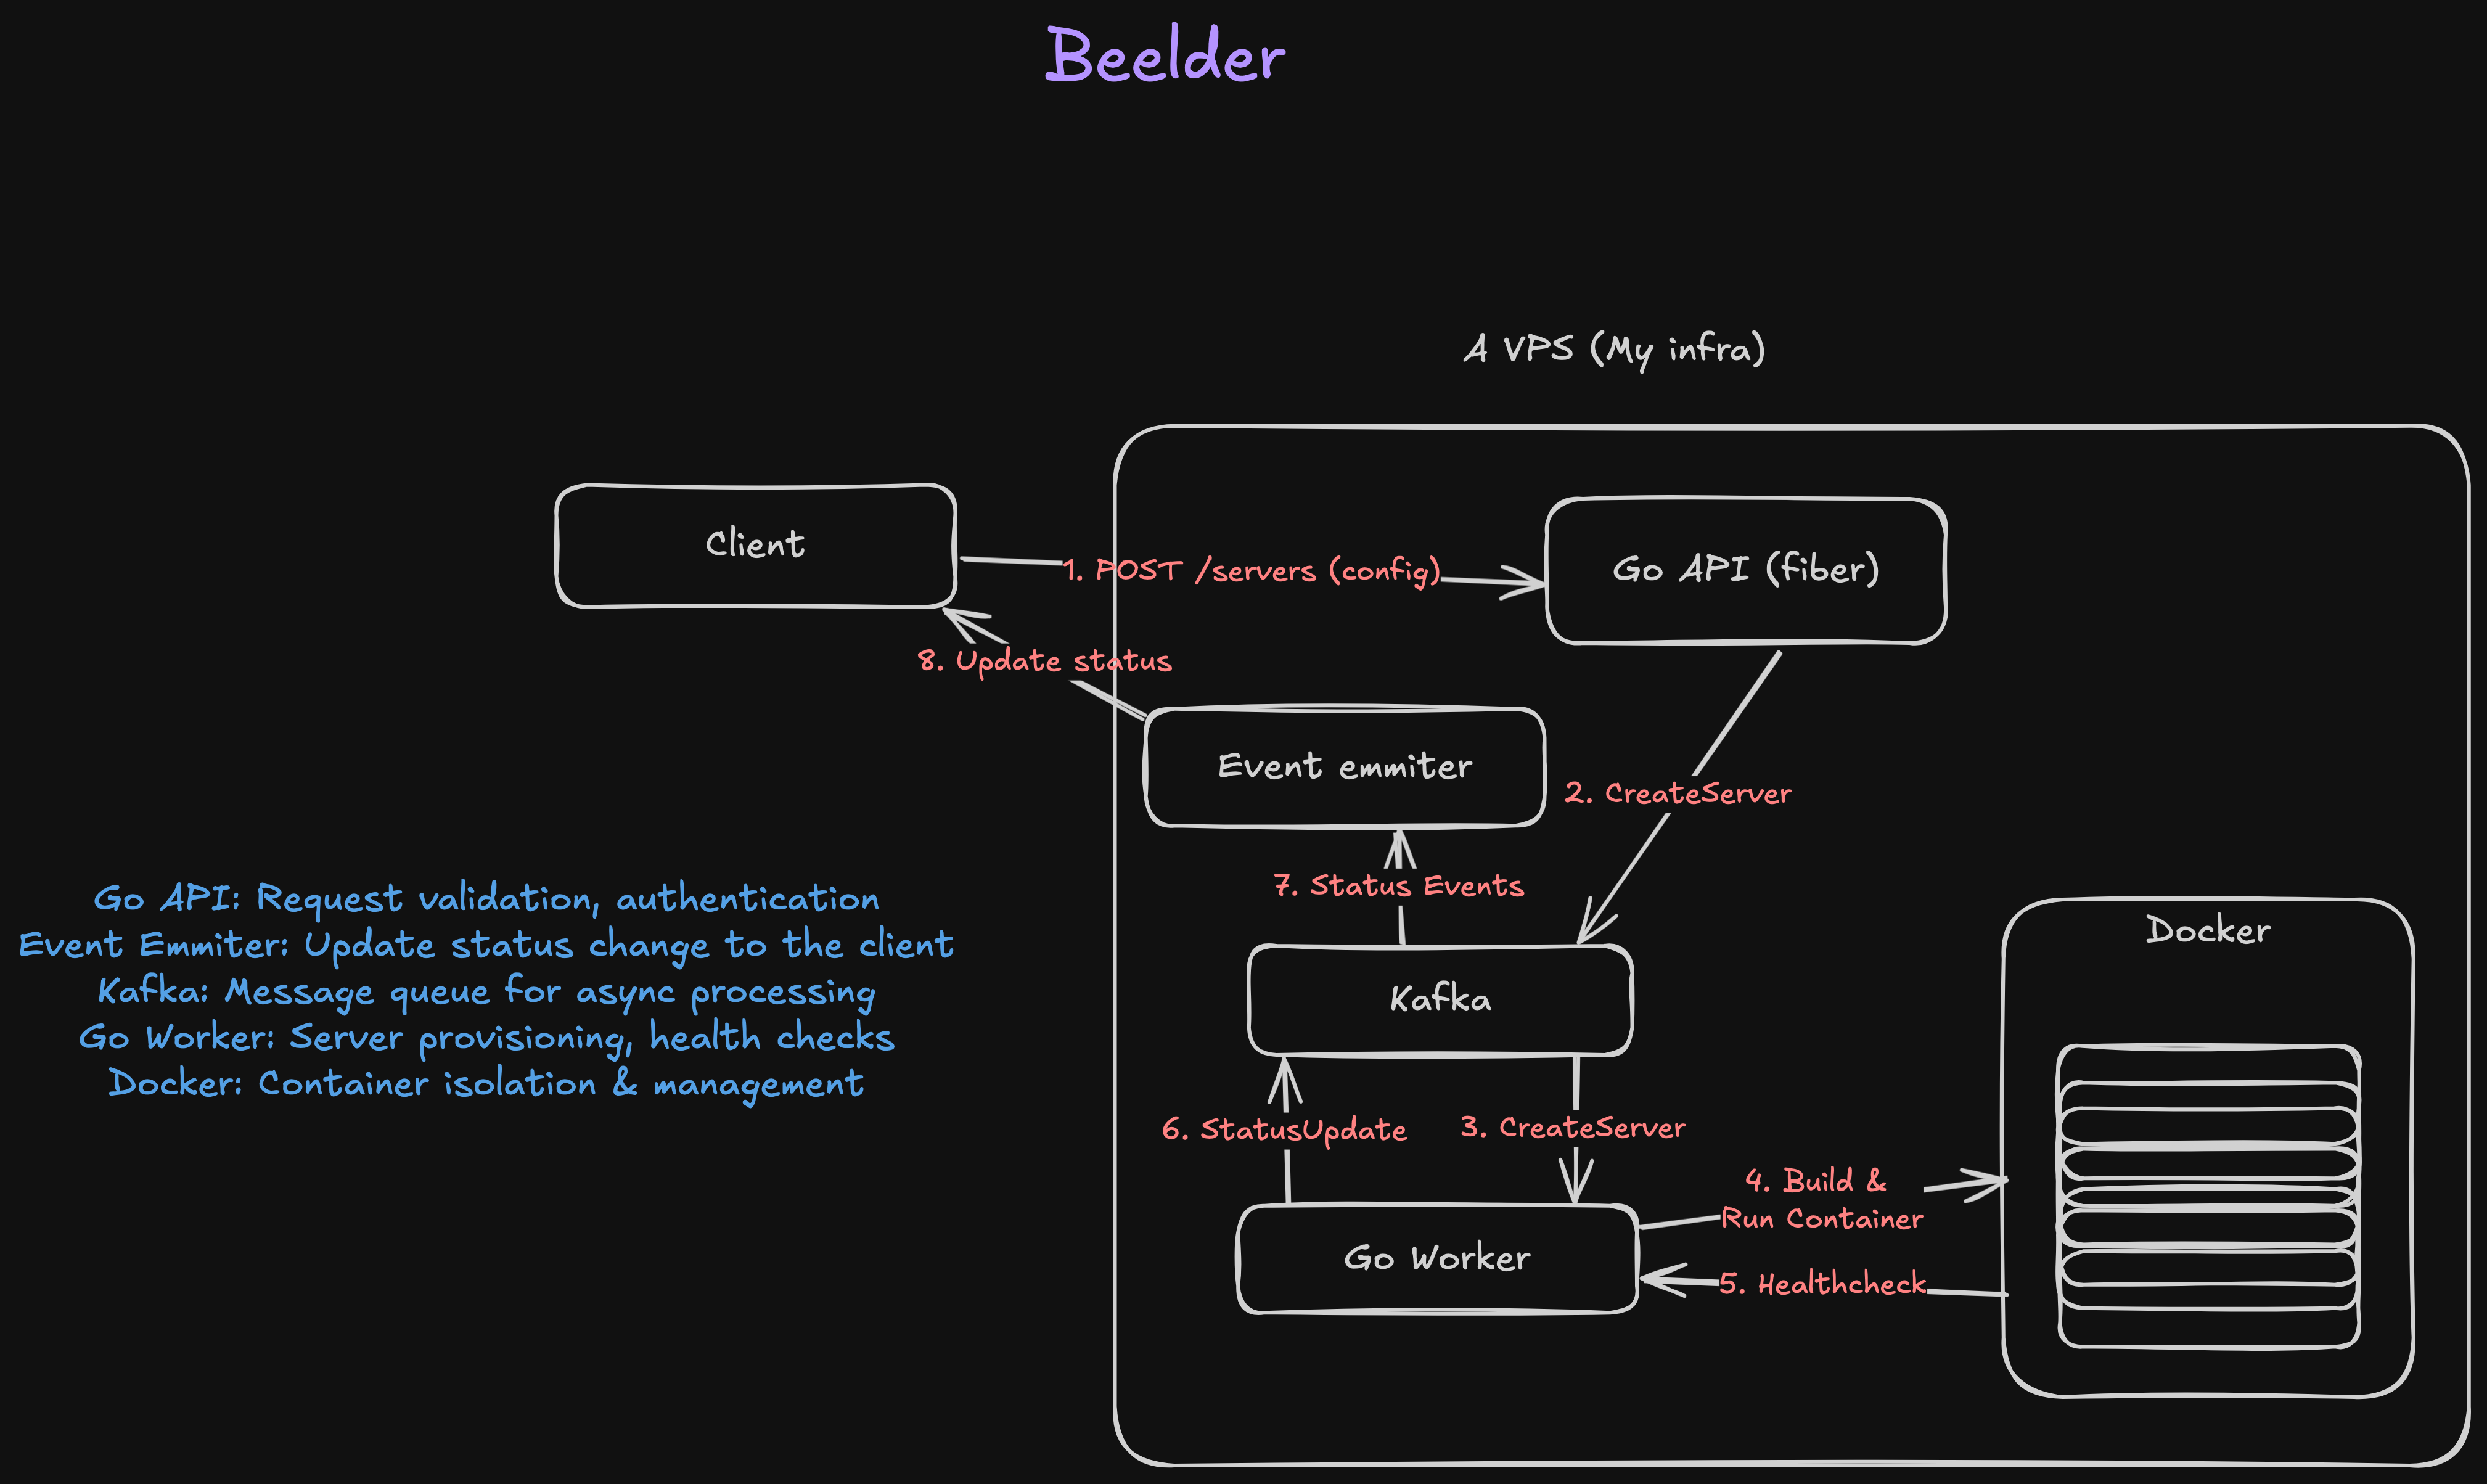 Beelder
A VPS (My infra)
Client
1. POST /servers (config)
Go API (fiber)
8. Update status
Event emmiter
2. CreateServer
7. Status Events
Go API: Request validation, authentication
Event Emmiter: Update status change to the client
Kafka: Message queue for async processing
Go Worker: Server provisioning, health checks
Docker: Container isolation & management
Docker
Kafka
6. StatusUpdate
3. CreateServer
4. Build &
Run Container
Go Worker
5. Healthcheck